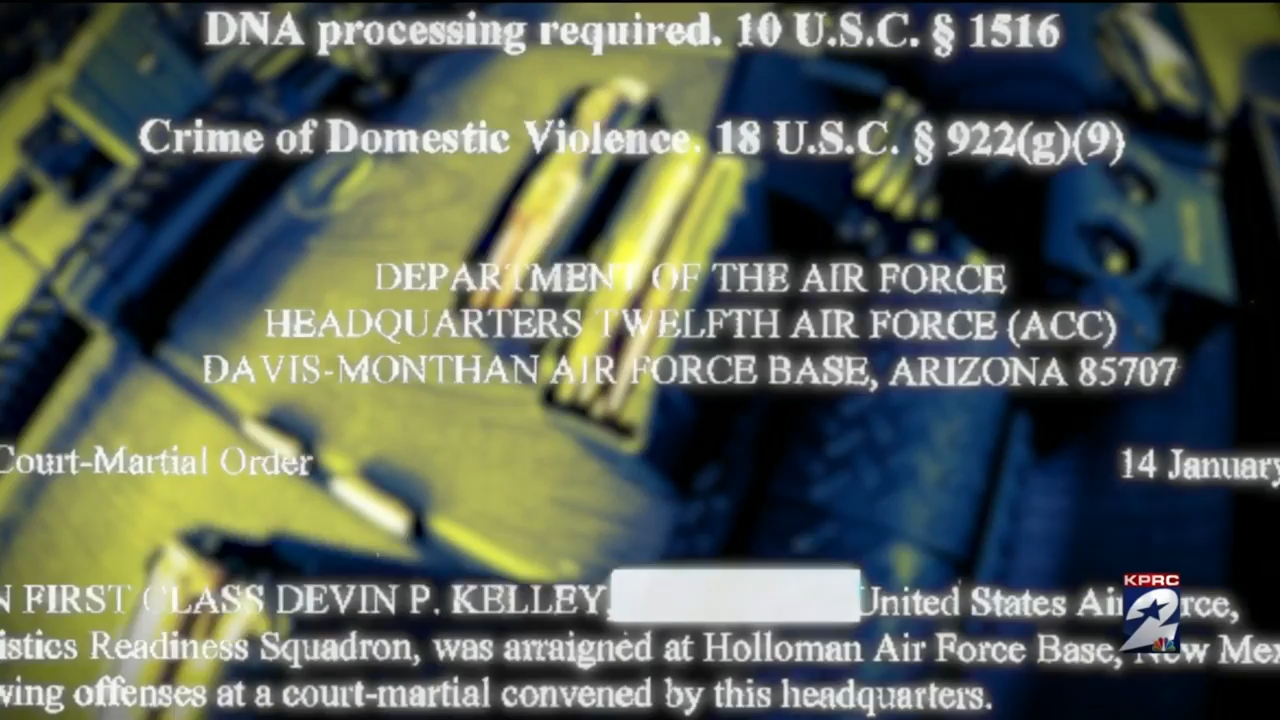 DNA processing required. 10 U.S.C. § 1516
Crime of Domestic Violence. 18 U.S.C. § 922(g)(9)
DEPARTMENT OF THE AIR FORCE
HEADQUARTERS TWELFTH AIR FORCE (ACC)
DAVIS-MONTHAN AIR FORCE BASE, ARIZONA 85707
Court-Martial Order
14 January
N FIRST CLASS DEVIN P. KELLEY, United States Air rce,
istics Readiness Squadron, was arraigned at Holloman Air Force Base, New Mex
wing offenses at a court-martial convened by this headquarters.
KPRC
2